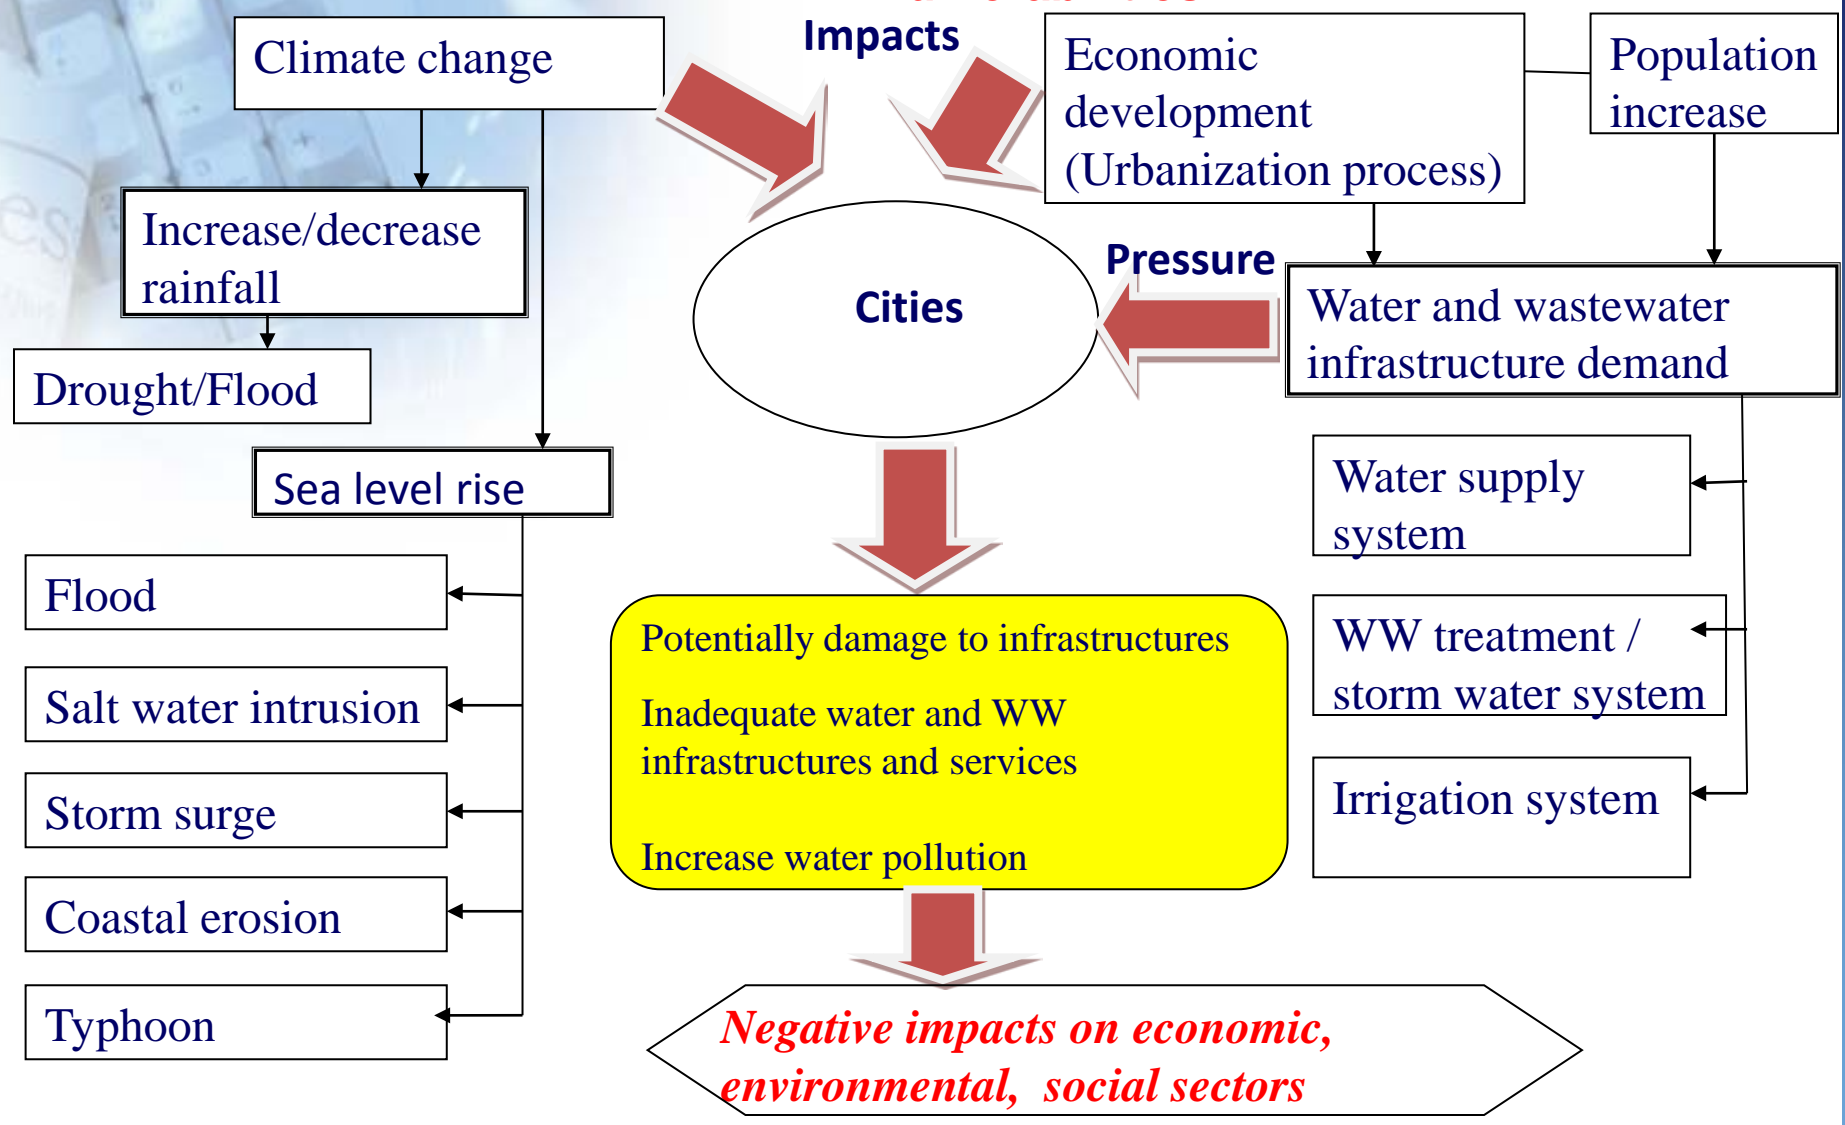 Impacts
Climate change
Economic
development
(Urbanization process)
Population
increase
Increase/decrease
rainfall
Drought/Flood
Sea level rise
Flood
Salt water intrusion
Storm surge
Coastal erosion
Typhoon
Cities
Pressure
Water and wastewater
infrastructure demand
Water supply
system
WW treatment /
storm water system
Irrigation system
Potentially damage to infrastructures
Inadequate water and WW
infrastructures and services
Increase water pollution
Negative impacts on economic,
environmental, social sectors